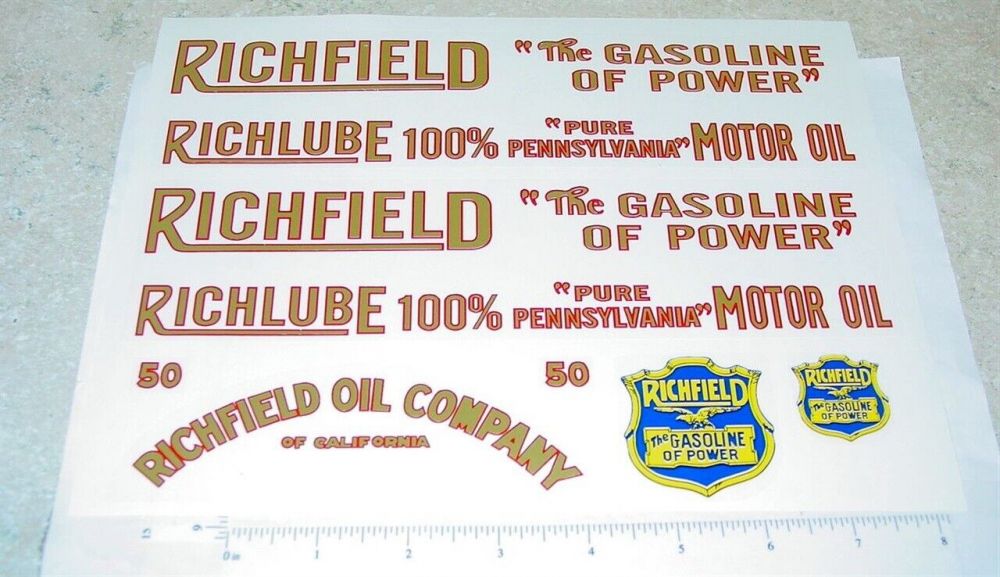 RICHFIELD "The GASOLINE OF POWER"
RICHLUBE 100% "PURE PENNSYLVANIA" MOTOR OIL
RICHFIELD "The GASOLINE OF POWER"
RICHLUBE 100% "PURE PENNSYLVANIA" MOTOR OIL
50 50
RICHFIELD OIL COMPANY
OF CALIFORNIA
RICHFIELD
The GASOLINE
OF POWER
RICHFIELD
The GASOLINE
OF POWER
15 9
0 in 1 2 3 4 5 6 7 8